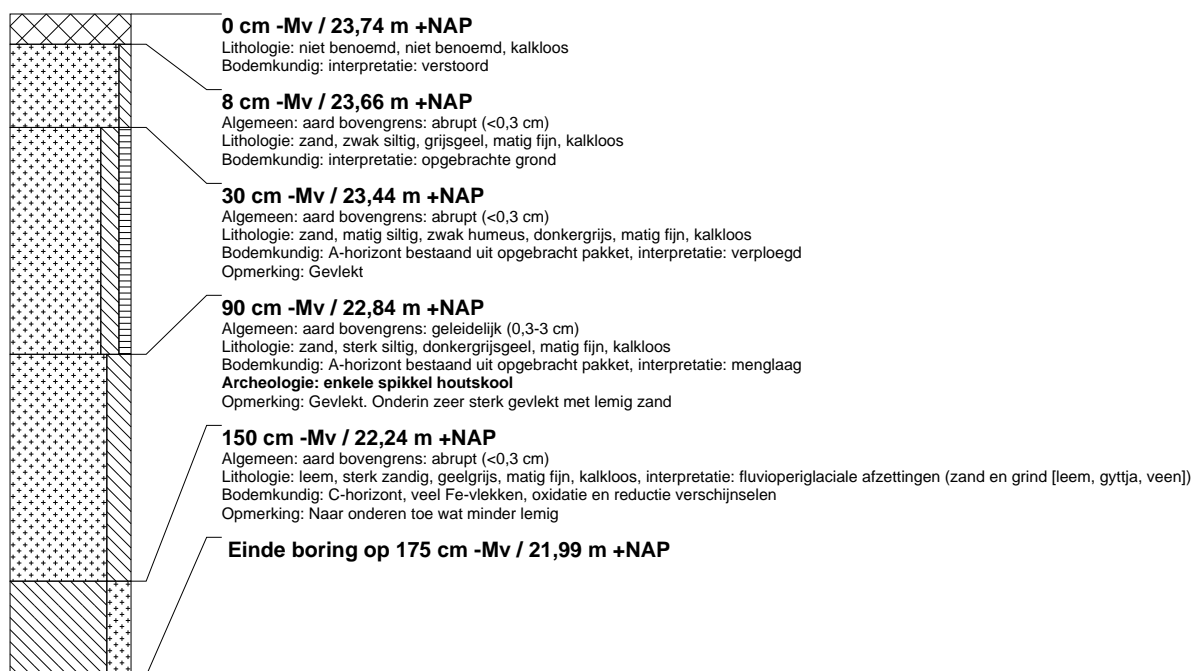 0 cm -Mv / 23,74 m +NAP
Lithologie: niet benoemd, niet benoemd, kalkloos
Bodemkundig: interpretatie: verstoord
8 cm -Mv / 23,66 m +NAP
Algemeen: aard bovengrens: abrupt (<0,3 cm)
Lithologie: zand, zwak siltig, grijsgeel, matig fijn, kalkloos
Bodemkundig: interpretatie: opgebrachte grond
30 cm -Mv / 23,44 m +NAP
Algemeen: aard bovengrens: abrupt (<0,3 cm)
Lithologie: zand, matig siltig, zwak humeus, donkergrijs, matig fijn, kalkloos
Bodemkundig: A-horizont bestaand uit opgebracht pakket, interpretatie: verploegd
Opmerking: Gevlekt
90 cm -Mv / 22,84 m +NAP
Algemeen: aard bovengrens: geleidelijk (0,3-3 cm)
Lithologie: zand, sterk siltig, donkergrijsgeel, matig fijn, kalkloos
Bodemkundig: A-horizont bestaand uit opgebracht pakket, interpretatie: menglaag
Archeologie: enkele spikkel houtskool
Opmerking: Gevlekt. Onderin zeer sterk gevlekt met lemig zand
150 cm -Mv / 22,24 m +NAP
Algemeen: aard bovengrens: abrupt (<0,3 cm)
Lithologie: leem, sterk zandig, geelgrijs, matig fijn, kalkloos, interpretatie: fluvioperiglaciale afzettingen (zand en grind [leem, gyttja, veen])
Bodemkundig: C-horizont, veel Fe-vlekken, oxidatie en reductie verschijnselen
Opmerking: Naar onderen toe wat minder lemig
Einde boring op 175 cm -Mv / 21,99 m +NAP